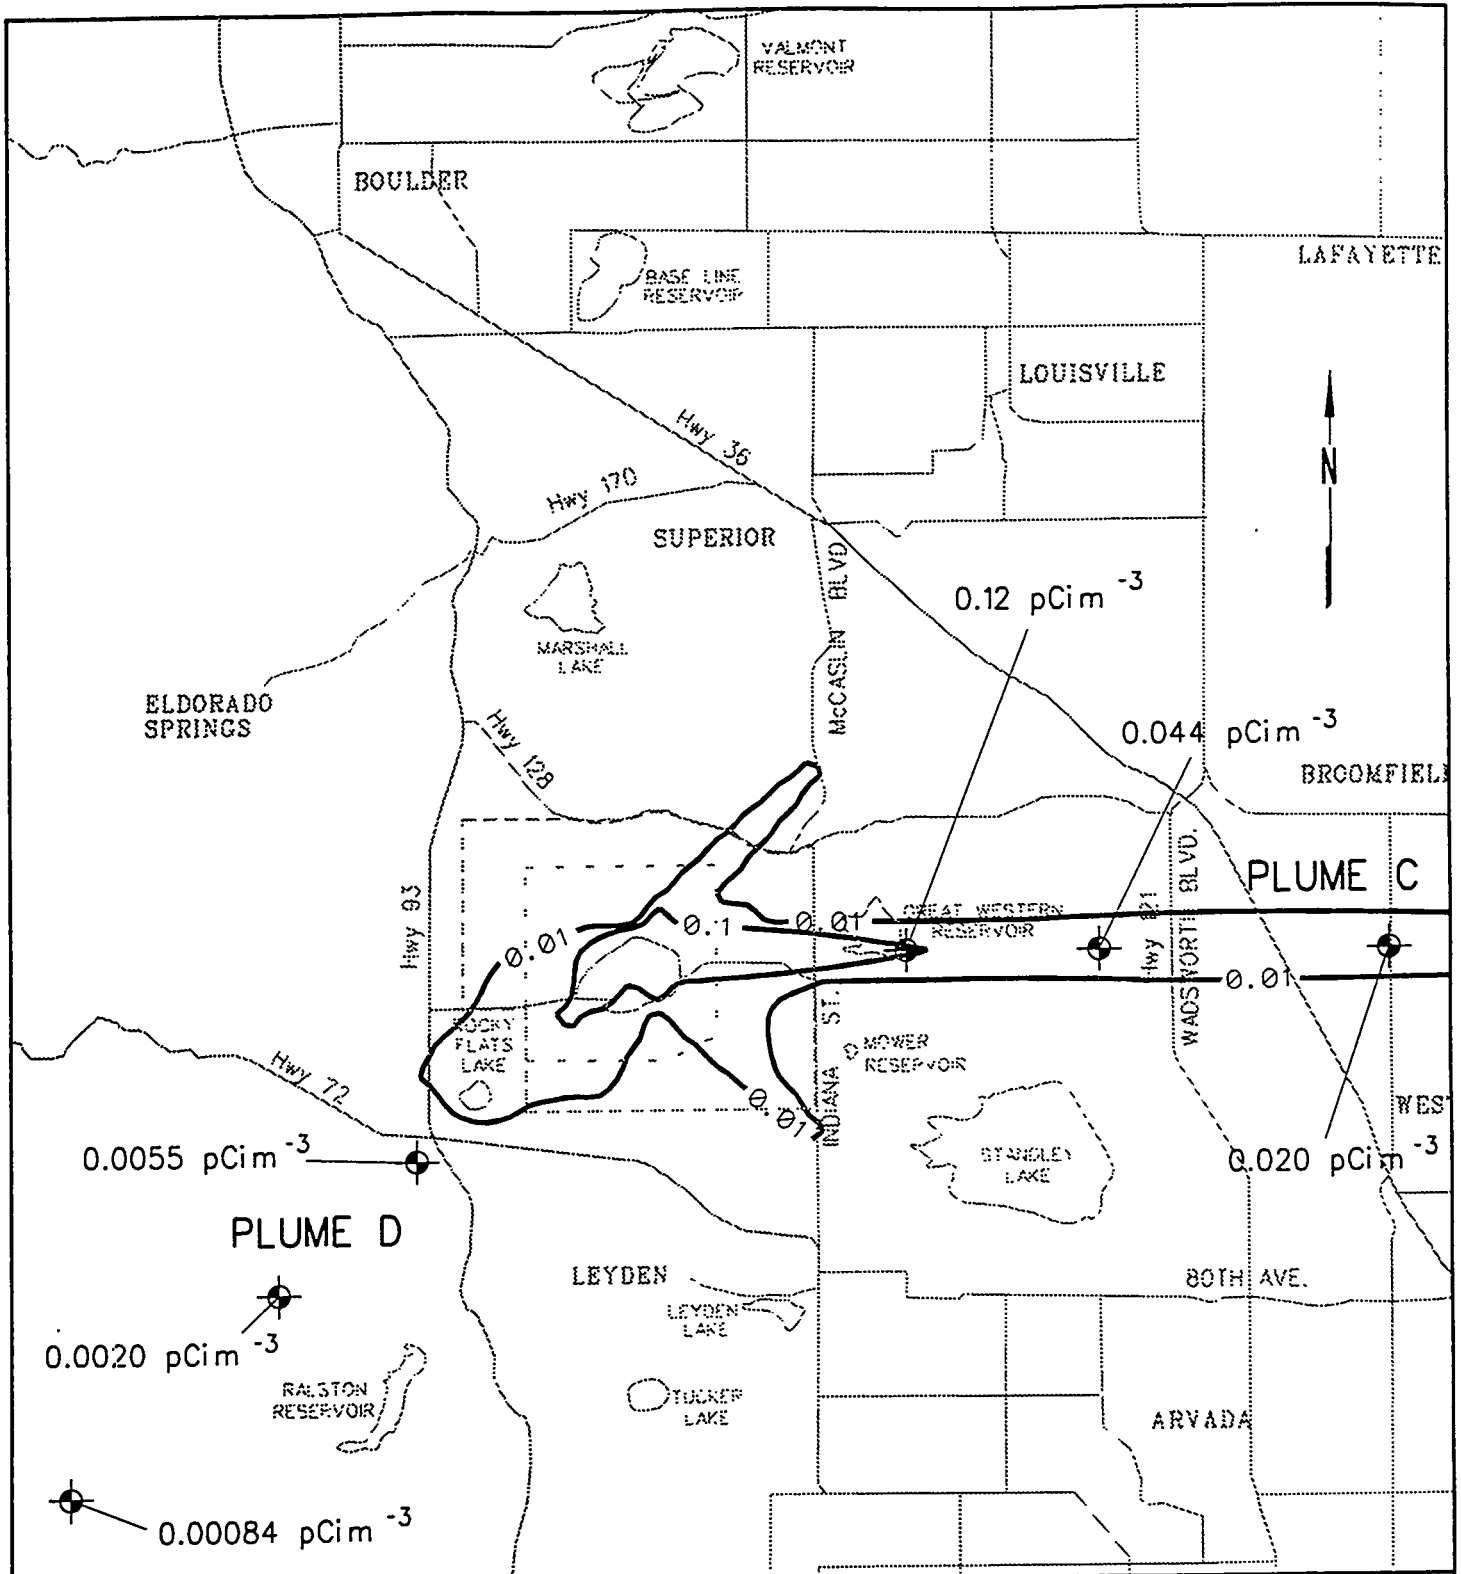 VALMONT
RESERVOIR
BOULDER
LAFAYETTE
BASE LINE
RESERVOIR
LOUISVILLE
Hwy 36
N
Hwy 170
SUPERIOR
McCASLIN BLVD
0.12 pCim -3
MARSHALL
LAKE
ELDORADO
SPRINGS
Hwy 128
0.044 pCim -3
BROOMFIEL
PLUME C
Hwy 93
WADSWORTH BLVD.
Hwy 121
0.01
0.1
0.01
GREAT WESTERN
RESERVOIR
0.01
ROCKY
FLATS
LAKE
INDIANA ST.
MOWER
RESERVOIR
Hwy 72
0.01
WEST
0.0055 pCim -3
STANDLEY
LAKE
0.020 pCim -3
PLUME D
LEYDEN
80TH AVE.
LEYDEN
LAKE
0.0020 pCim -3
RALSTON
RESERVOIR
TUCKER
LAKE
ARVADA
0.00084 pCim -3